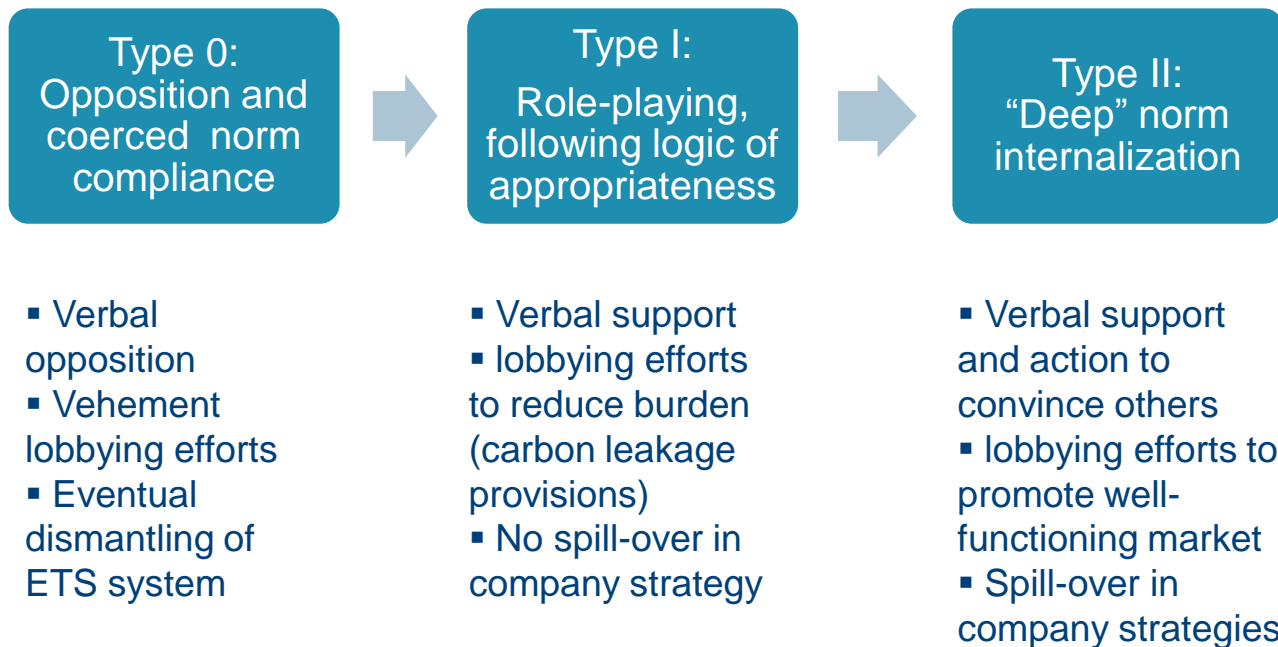 Type 0:
Opposition and
coerced  norm
compliance
Type I:
Role-playing,
following logic of
appropriateness
Type II:
“Deep” norm
internalization
▪ Verbal
opposition
▪ Vehement
lobbying efforts
▪ Eventual
dismantling of
ETS system
▪ Verbal support
▪ lobbying efforts
to reduce burden
(carbon leakage
provisions)
▪ No spill-over in
company strategy
▪ Verbal support
and action to
convince others
▪ lobbying efforts to
promote well-
functioning market
▪ Spill-over in
company strategies